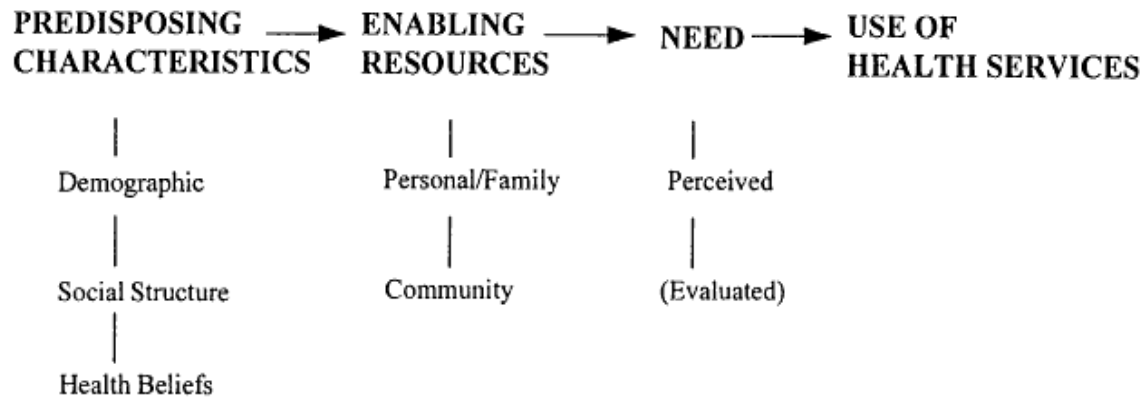 PREDISPOSING
CHARACTERISTICS
ENABLING
RESOURCES
NEED
USE OF
HEALTH SERVICES
Demographic
Social Structure
Health Beliefs
Personal/Family
Community
Perceived
(Evaluated)